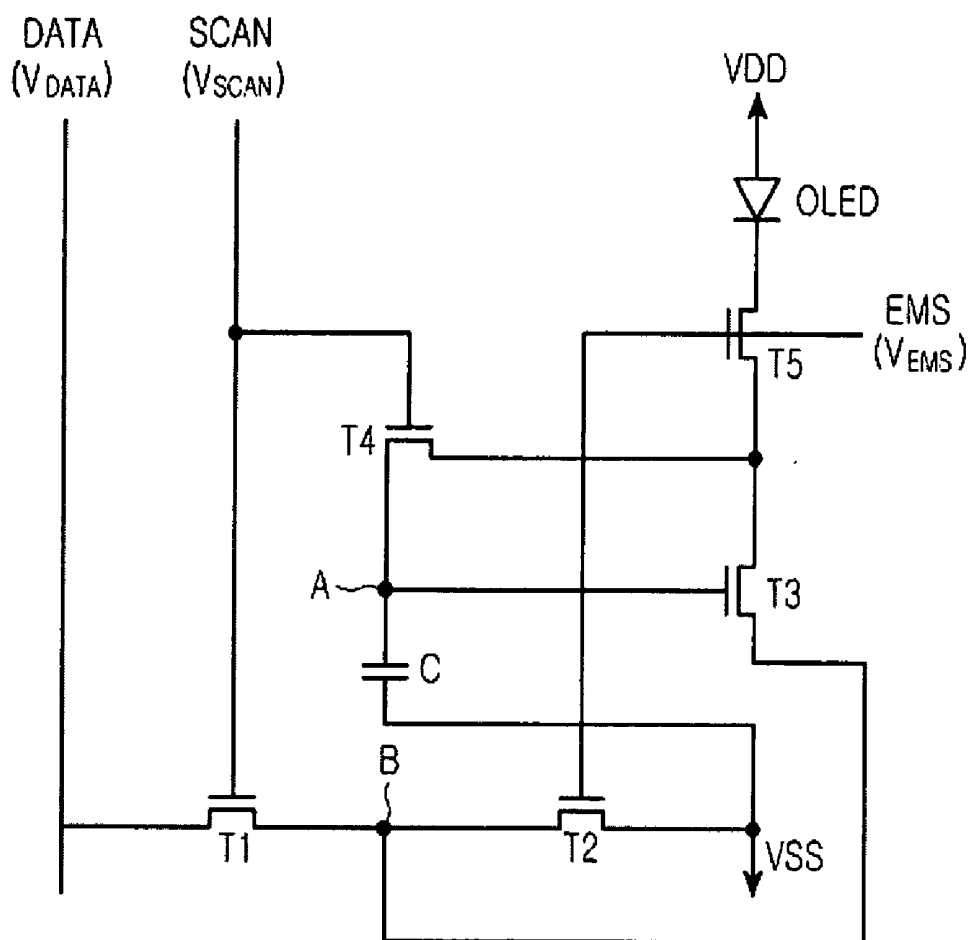 DATA
(VDATA)
SCAN
(VSCAN)
VDD
OLED
EMS
(VEMS)
T5
T4
A
T3
C
B
T1
T2
VSS